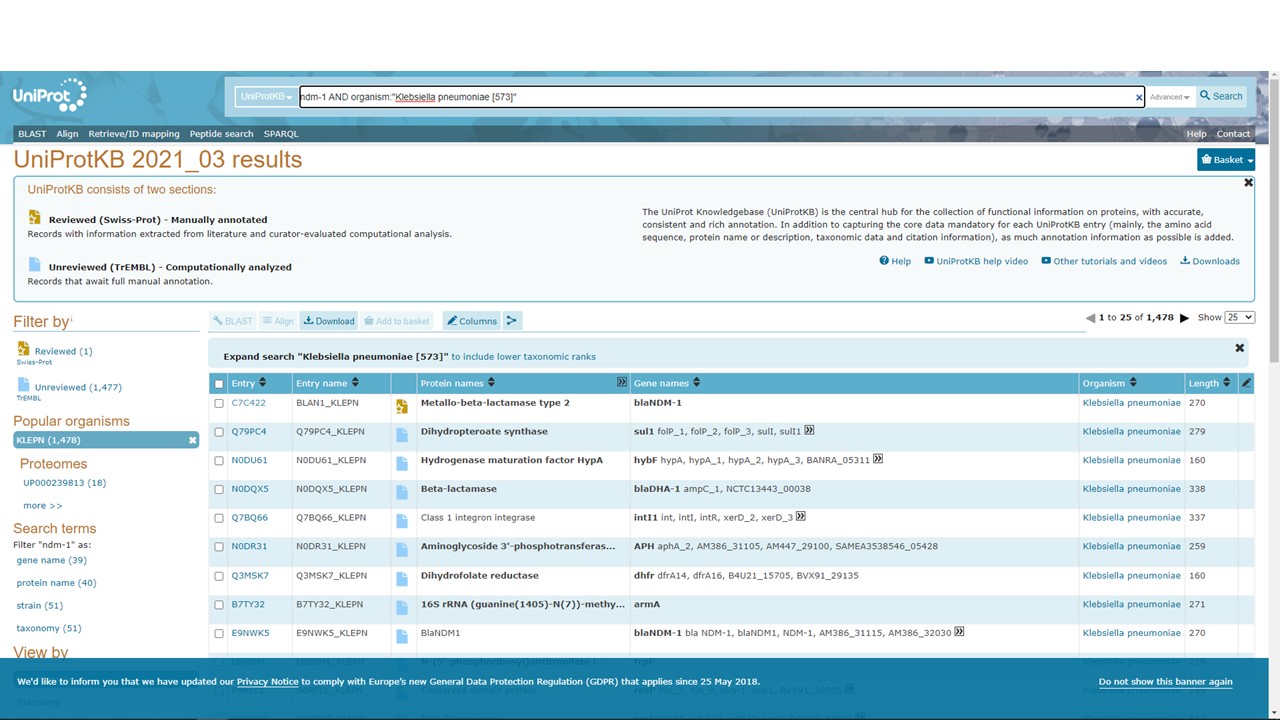 UniProt
UniProtKB
ndm-1 AND organism:"Klebsiella pneumoniae [573]"
×
Advanced
Search
BLAST Align Retrieve/ID mapping Peptide search SPARQL
Help Contact
UniProtKB 2021_03 results
Basket
UniProtKB consists of two sections:
Reviewed (Swiss-Prot) - Manually annotated
Records with information extracted from literature and curator-evaluated computational analysis.
Unreviewed (TrEMBL) - Computationally analyzed
Records that await full manual annotation.
The UniProt Knowledgebase (UniProtKB) is the central hub for the collection of functional information on proteins, with accurate,
consistent and rich annotation. In addition to capturing the core data mandatory for each UniProtKB entry (mainly, the amino acid
sequence, protein name or description, taxonomic data and citation information), as much annotation information as possible is added.
Help UniProtKB help video Other tutorials and videos Downloads
Filter by i
BLAST Align Download Add to basket Columns
1 to 25 of 1,478 Show 25
Reviewed (1)
Swiss-Prot
Unreviewed (1,477)
TrEMBL
Popular organisms
KLEPN (1,478)
Proteomes
UP000239813 (18)
more >>
Search terms
Filter "ndm-1" as:
gene name (39)
protein name (40)
strain (51)
taxonomy (51)
View by
Expand search "Klebsiella pneumoniae [573]" to include lower taxonomic ranks
Entry Entry name Protein names Gene names Organism Length
C7C422 BLAN1_KLEPN Metallo-beta-lactamase type 2 blaNDM-1 Klebsiella pneumoniae 270
Q79PC4 Q79PC4_KLEPN Dihydropteroate synthase sul1 folP_1, folP_2, folP_3, sulI, sulI1 Klebsiella pneumoniae 279
N0DU61 N0DU61_KLEPN Hydrogenase maturation factor HypA hybF hypA, hypA_1, hypA_2, hypA_3, BANRA_05311 Klebsiella pneumoniae 160
N0DQX5 N0DQX5_KLEPN Beta-lactamase blaDHA-1 ampC_1, NCTC13443_00038 Klebsiella pneumoniae 338
Q7BQ66 Q7BQ66_KLEPN Class 1 integron integrase intI1 int, intI, intR, xerD_2, xerD_3 Klebsiella pneumoniae 337
N0DR31 N0DR31_KLEPN Aminoglycoside 3'-phosphotransferas... APH aphA_2, AM386_31105, AM447_29100, SAMEA3538546_05428 Klebsiella pneumoniae 259
Q3MSK7 Q3MSK7_KLEPN Dihydrofolate reductase dhfr dfrA14, dfrA16, B4U21_15705, BVX91_29135 Klebsiella pneumoniae 160
B7TY32 B7TY32_KLEPN 16S rRNA (guanine(1405)-N(7))-methy... armA Klebsiella pneumoniae 271
E9NWK5 E9NWK5_KLEPN BlaNDM1 blaNDM-1 bla NDM-1, blaNDM1, NDM-1, AM386_31115, AM386_32030 Klebsiella pneumoniae 270
We'd like to inform you that we have updated our Privacy Notice to comply with Europe's new General Data Protection Regulation (GDPR) that applies since 25 May 2018.
Do not show this banner again